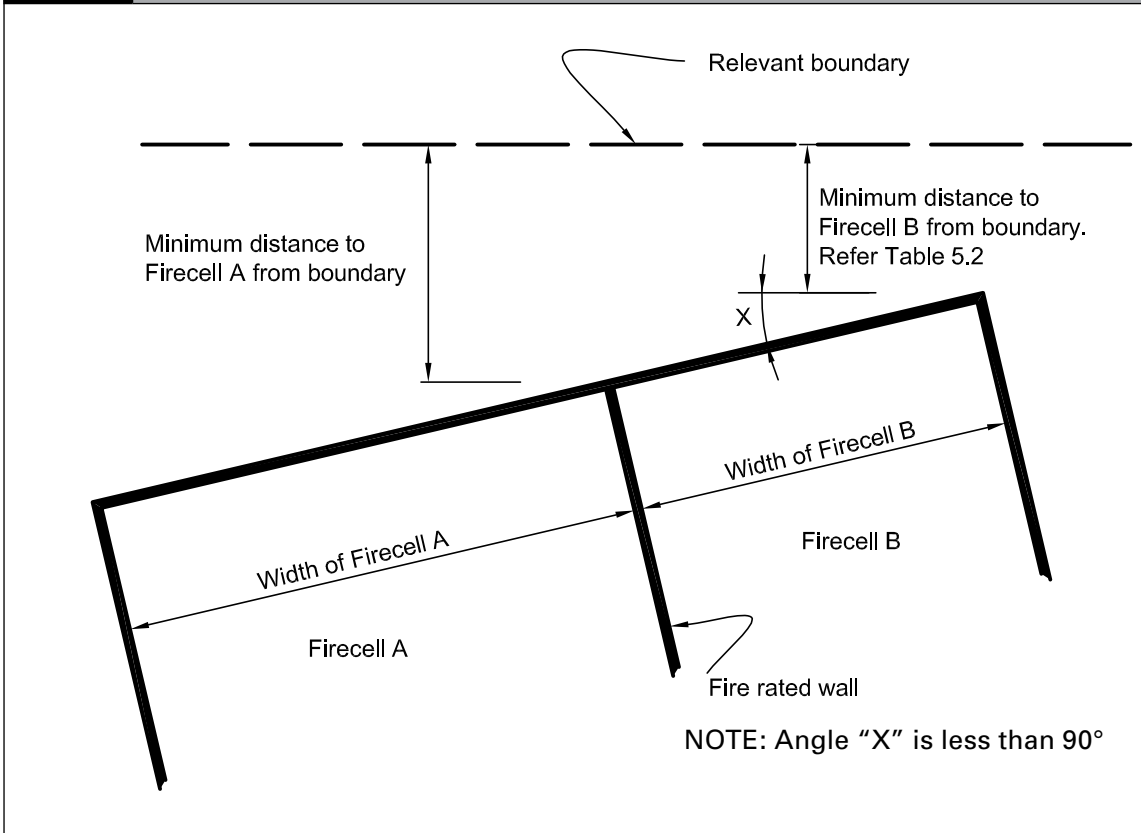 Relevant boundary
Minimum distance to
Firecell A from boundary
Minimum distance to
Firecell B from boundary.
Refer Table 5.2
X
Width of Firecell A
Width of Firecell B
Firecell A
Firecell B
Fire rated wall
NOTE: Angle “X” is less than 90°